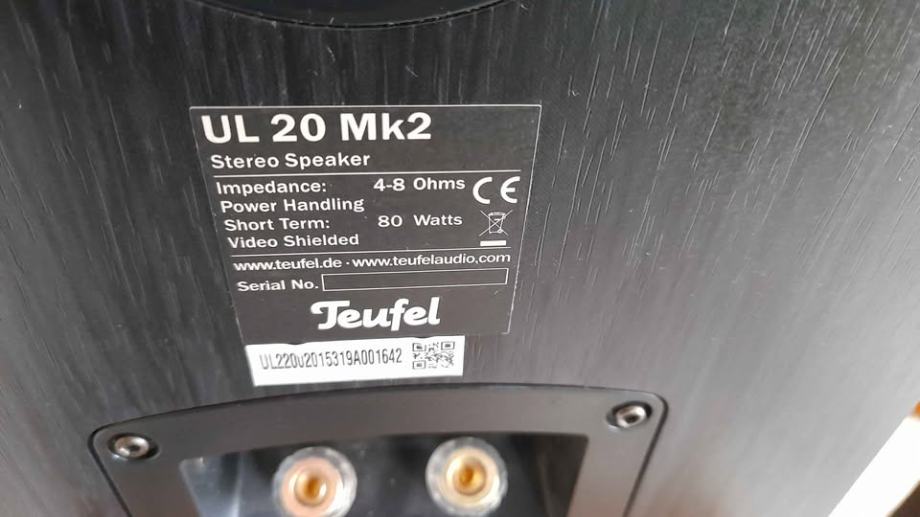 UL 20 Mk2
Stereo Speaker
Impedance: 4-8 Ohms
Power Handling
Short Term: 80 Watts
Video Shielded
CE
www.teufel.de · www.teufelaudio.com
Serial No.
Teufel
UL220u2015319A001642